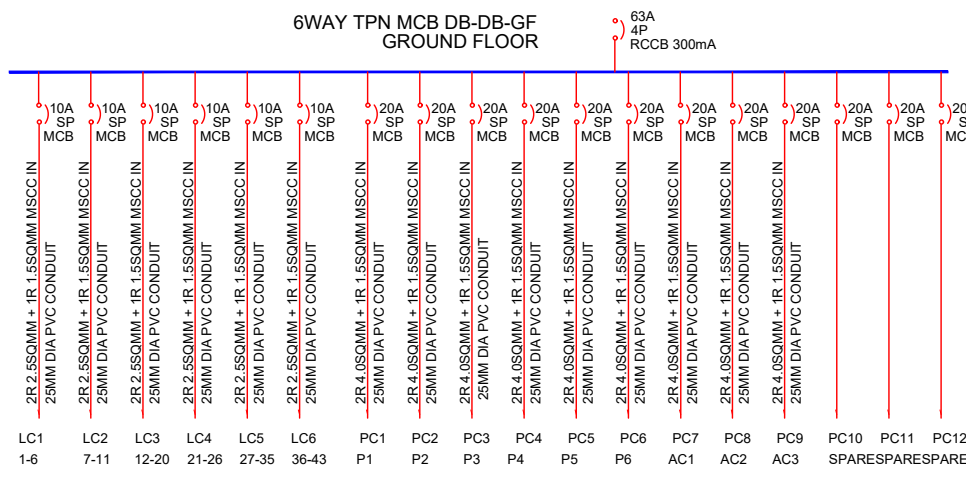 6WAY TPN MCB DB-DB-GF
GROUND FLOOR
63A
4P
RCCB 300mA
10A
SP
MCB
10A
SP
MCB
10A
SP
MCB
10A
SP
MCB
10A
SP
MCB
10A
SP
MCB
20A
SP
MCB
20A
SP
MCB
20A
SP
MCB
20A
SP
MCB
20A
SP
MCB
20A
SP
MCB
20A
SP
MCB
20A
SP
MCB
20A
SP
MCB
20A
SP
MCB
20A
SP
MCB
20
S
MC
2R 2.5SQMM + 1R 1.5SQMM MSCC IN
25MM DIA PVC CONDUIT
2R 2.5SQMM + 1R 1.5SQMM MSCC IN
25MM DIA PVC CONDUIT
2R 2.5SQMM + 1R 1.5SQMM MSCC IN
25MM DIA PVC CONDUIT
2R 2.5SQMM + 1R 1.5SQMM MSCC IN
25MM DIA PVC CONDUIT
2R 2.5SQMM + 1R 1.5SQMM MSCC IN
25MM DIA PVC CONDUIT
2R 2.5SQMM + 1R 1.5SQMM MSCC IN
25MM DIA PVC CONDUIT
2R 4.0SQMM + 1R 1.5SQMM MSCC IN
25MM DIA PVC CONDUIT
2R 4.0SQMM + 1R 1.5SQMM MSCC IN
25MM DIA PVC CONDUIT
2R 4.0SQMM + 1R 1.5SQMM MSCC IN
25MM DIA PVC CONDUIT
2R 4.0SQMM + 1R 1.5SQMM MSCC IN
25MM DIA PVC CONDUIT
2R 4.0SQMM + 1R 1.5SQMM MSCC IN
25MM DIA PVC CONDUIT
2R 4.0SQMM + 1R 1.5SQMM MSCC IN
25MM DIA PVC CONDUIT
2R 4.0SQMM + 1R 1.5SQMM MSCC IN
25MM DIA PVC CONDUIT
2R 4.0SQMM + 1R 1.5SQMM MSCC IN
25MM DIA PVC CONDUIT
2R 4.0SQMM + 1R 1.5SQMM MSCC IN
25MM DIA PVC CONDUIT
LC1 LC2 LC3 LC4 LC5 LC6 PC1 PC2 PC3 PC4 PC5 PC6 PC7 PC8 PC9 PC10 PC11 PC12
1-6 7-11 12-20 21-26 27-35 36-43 P1 P2 P3 P4 P5 P6 AC1 AC2 AC3 SPARE SPARE SPARE